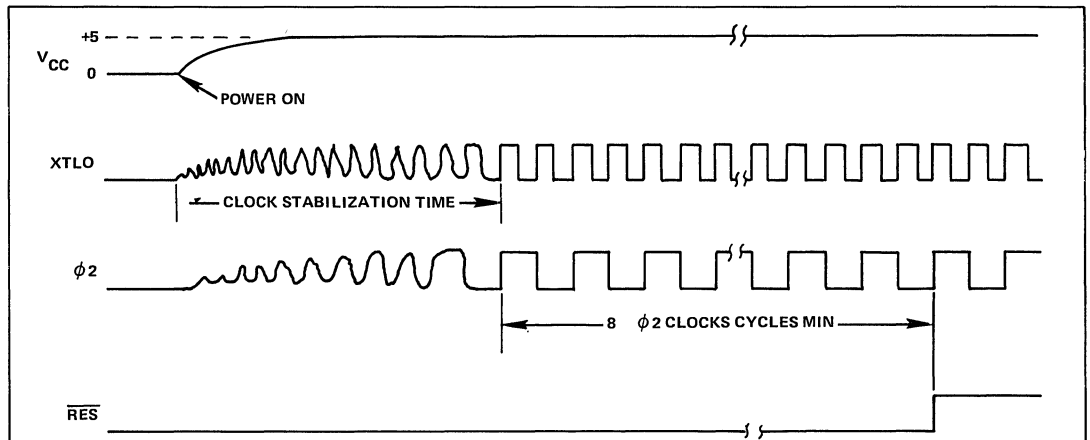 +5
VCC
0
POWER ON
XTLO
CLOCK STABILIZATION TIME
ϕ2
8 ϕ2 CLOCKS CYCLES MIN
RES